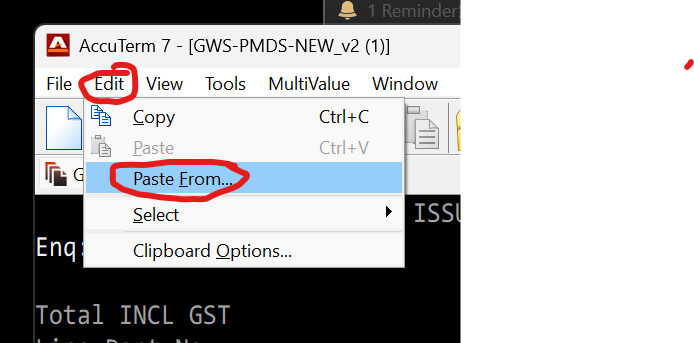 1 Reminder
AccuTerm 7 - [GWS-PMDS-NEW_v2 (1)]
File Edit View Tools MultiValue Window
Copy Ctrl+C
Paste Ctrl+V
G
Paste From...
Select
ISSU
Enq:
Clipboard Options...
Total INCL GST